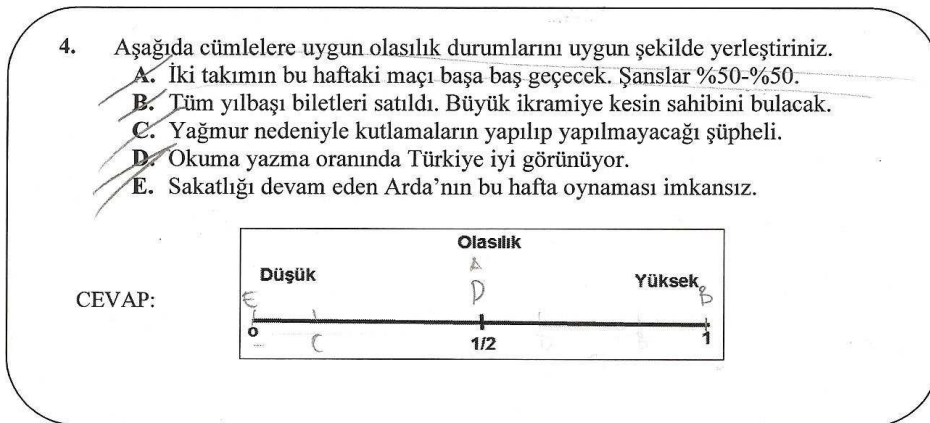 4. Aşağıda cümlelere uygun olasılık durumlarını uygun şekilde yerleştiriniz.
A. İki takımın bu haftaki maçı başa baş geçecek. Şanslar %50-%50.
B. Tüm yılbaşı biletleri satıldı. Büyük ikramiye kesin sahibini bulacak.
C. Yağmur nedeniyle kutlamaların yapılıp yapılmayacağı şüpheli.
D. Okuma yazma oranında Türkiye iyi görünüyor.
E. Sakatlığı devam eden Arda’nın bu hafta oynaması imkansız.
Olasılık
A
Düşük Yüksek
CEVAP: E D B
0 C 1/2 1